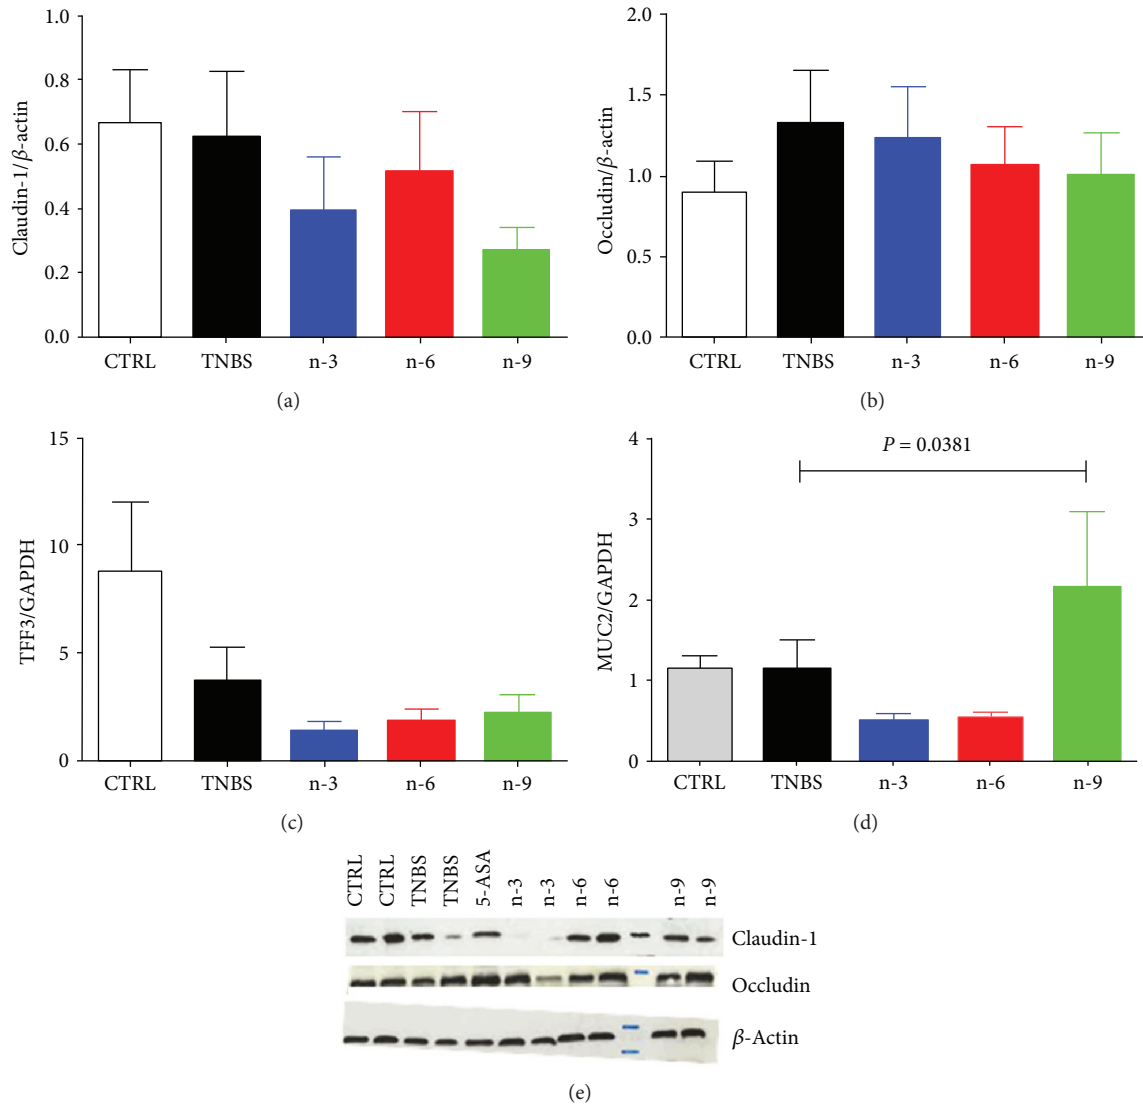 1.0
0.8
0.6
0.4
0.2
0.0
Claudin-1/β-actin
CTRL TNBS n-3 n-6 n-9
(a)
2.0
1.5
1.0
0.5
0.0
Occludin/β-actin
CTRL TNBS n-3 n-6 n-9
(b)
15
10
5
0
TFF3/GAPDH
CTRL TNBS n-3 n-6 n-9
(c)
4
3
2
1
0
MUC2/GAPDH
P = 0.0381
CTRL TNBS n-3 n-6 n-9
(d)
CTRL CTRL TNBS TNBS 5-ASA n-3 n-3 n-6 n-6 n-9 n-9
Claudin-1
Occludin
β-Actin
(e)